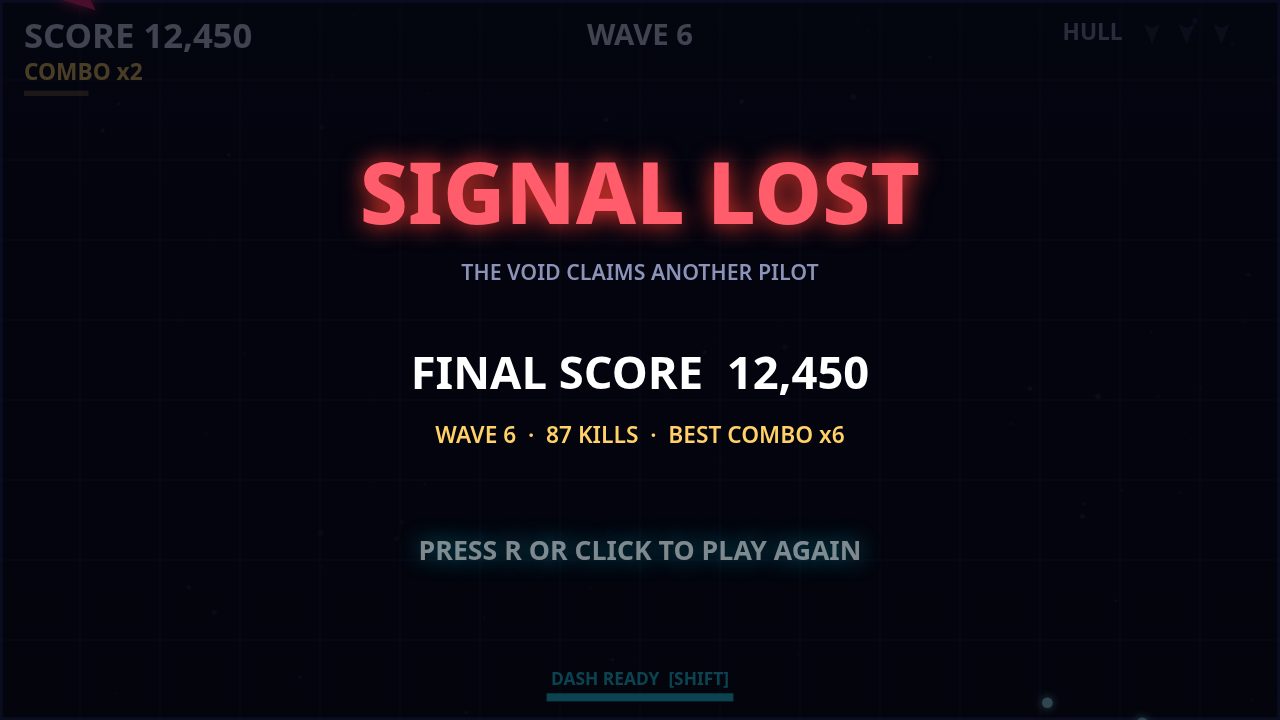 SCORE 12,450
WAVE 6
HULL
COMBO x2
SIGNAL LOST
THE VOID CLAIMS ANOTHER PILOT
FINAL SCORE 12,450
WAVE 6 · 87 KILLS · BEST COMBO x6
PRESS R OR CLICK TO PLAY AGAIN
DASH READY [SHIFT]